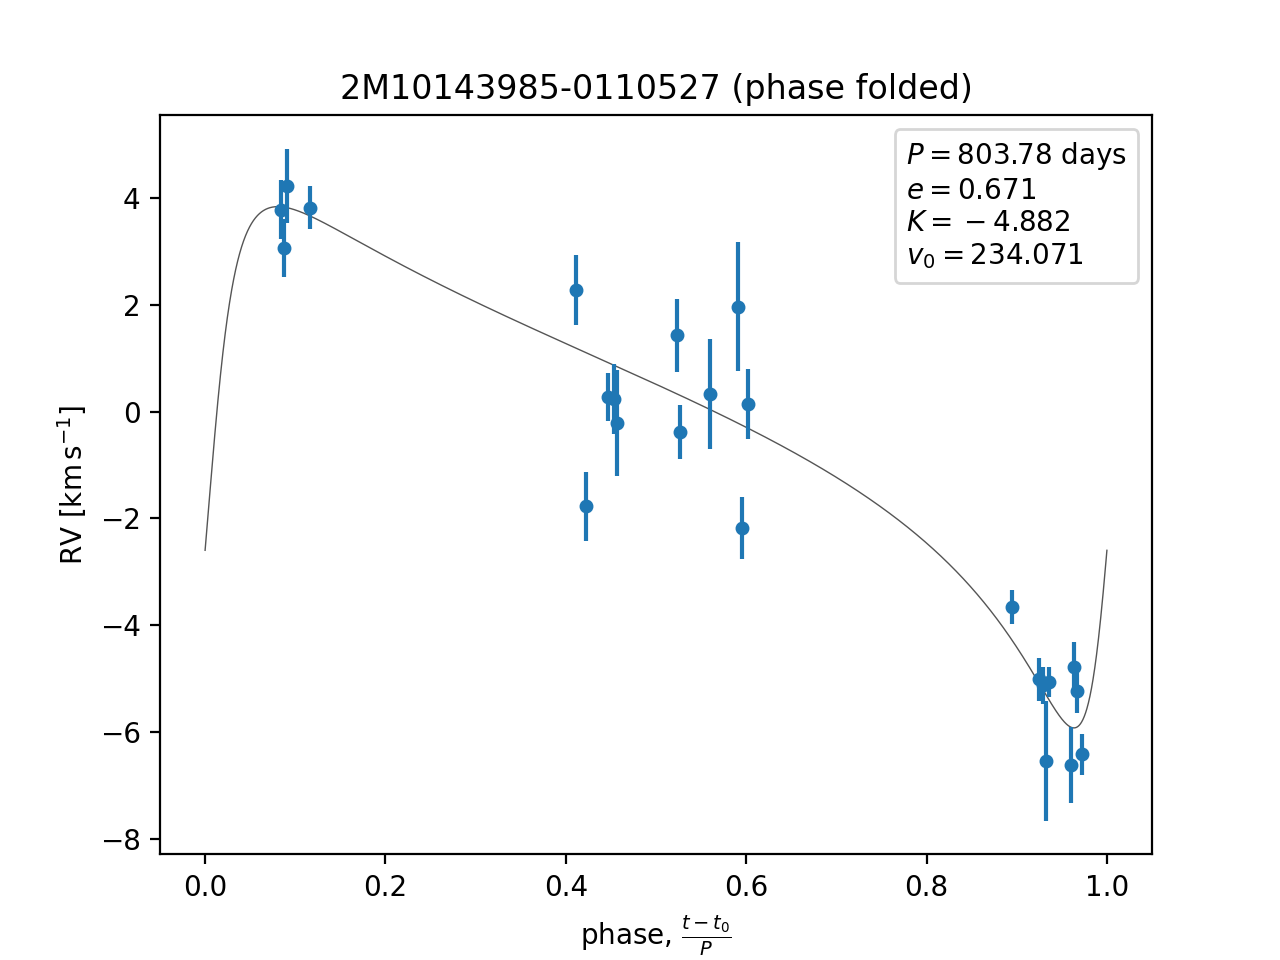 2M10143985-0110527 (phase folded)
P = 803.78 days
e = 0.671
K = −4.882
v₀ = 234.071
4
2
0
−2
−4
−6
−8
RV [km s⁻¹]
0.0 0.2 0.4 0.6 0.8 1.0
phase, (t − t₀)/P